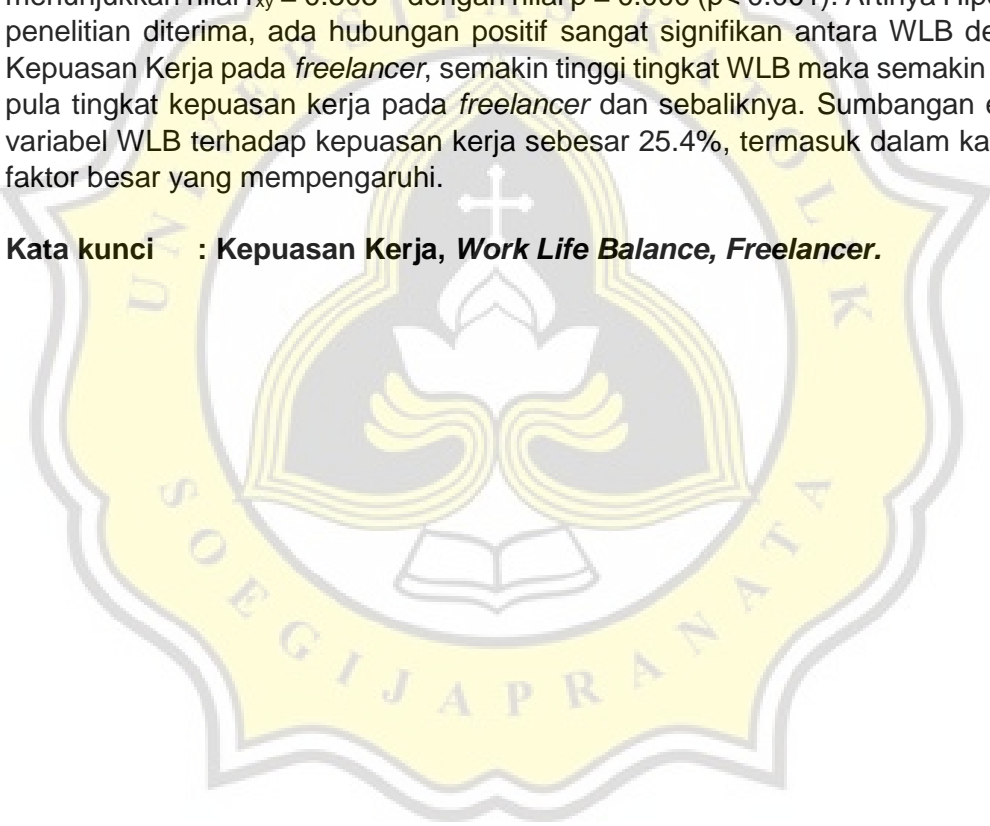 penelitian diterima, ada hubungan positif sangat signifikan antara WLB
Kepuasan Kerja pada freelancer, semakin tinggi tingkat WLB maka semakin
pula tingkat kepuasan kerja pada freelancer dan sebaliknya. Sumbangan
variabel WLB terhadap kepuasan kerja sebesar 25.4%, termasuk dalam
faktor besar yang mempengaruhi.
Kata kunci : Kepuasan Kerja, Work Life Balance, Freelancer.
SOEGIJAPRANATA